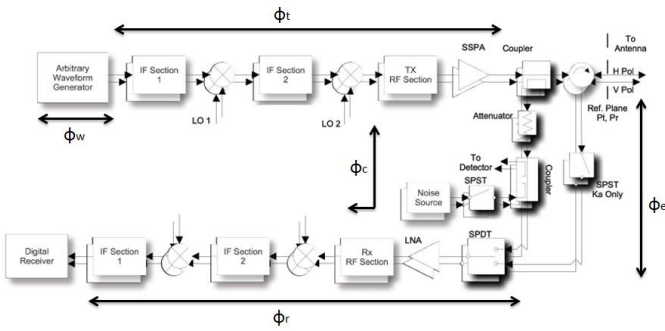 ϕt
Arbitrary
Waveform
Generator
IF Section
1
IF Section
2
TX
RF Section
SSPA
Coupler
To
Antenna
H Pol
V Pol
Ref. Plane
Pt, Pr
ϕw
LO 1
LO 2
Attenuator
ϕc
To
Detector
SPST
Coupler
SPST
Ka Only
Noise
Source
ϕe
Digital
Receiver
IF Section
1
IF Section
2
Rx
RF Section
LNA
SPDT
ϕr